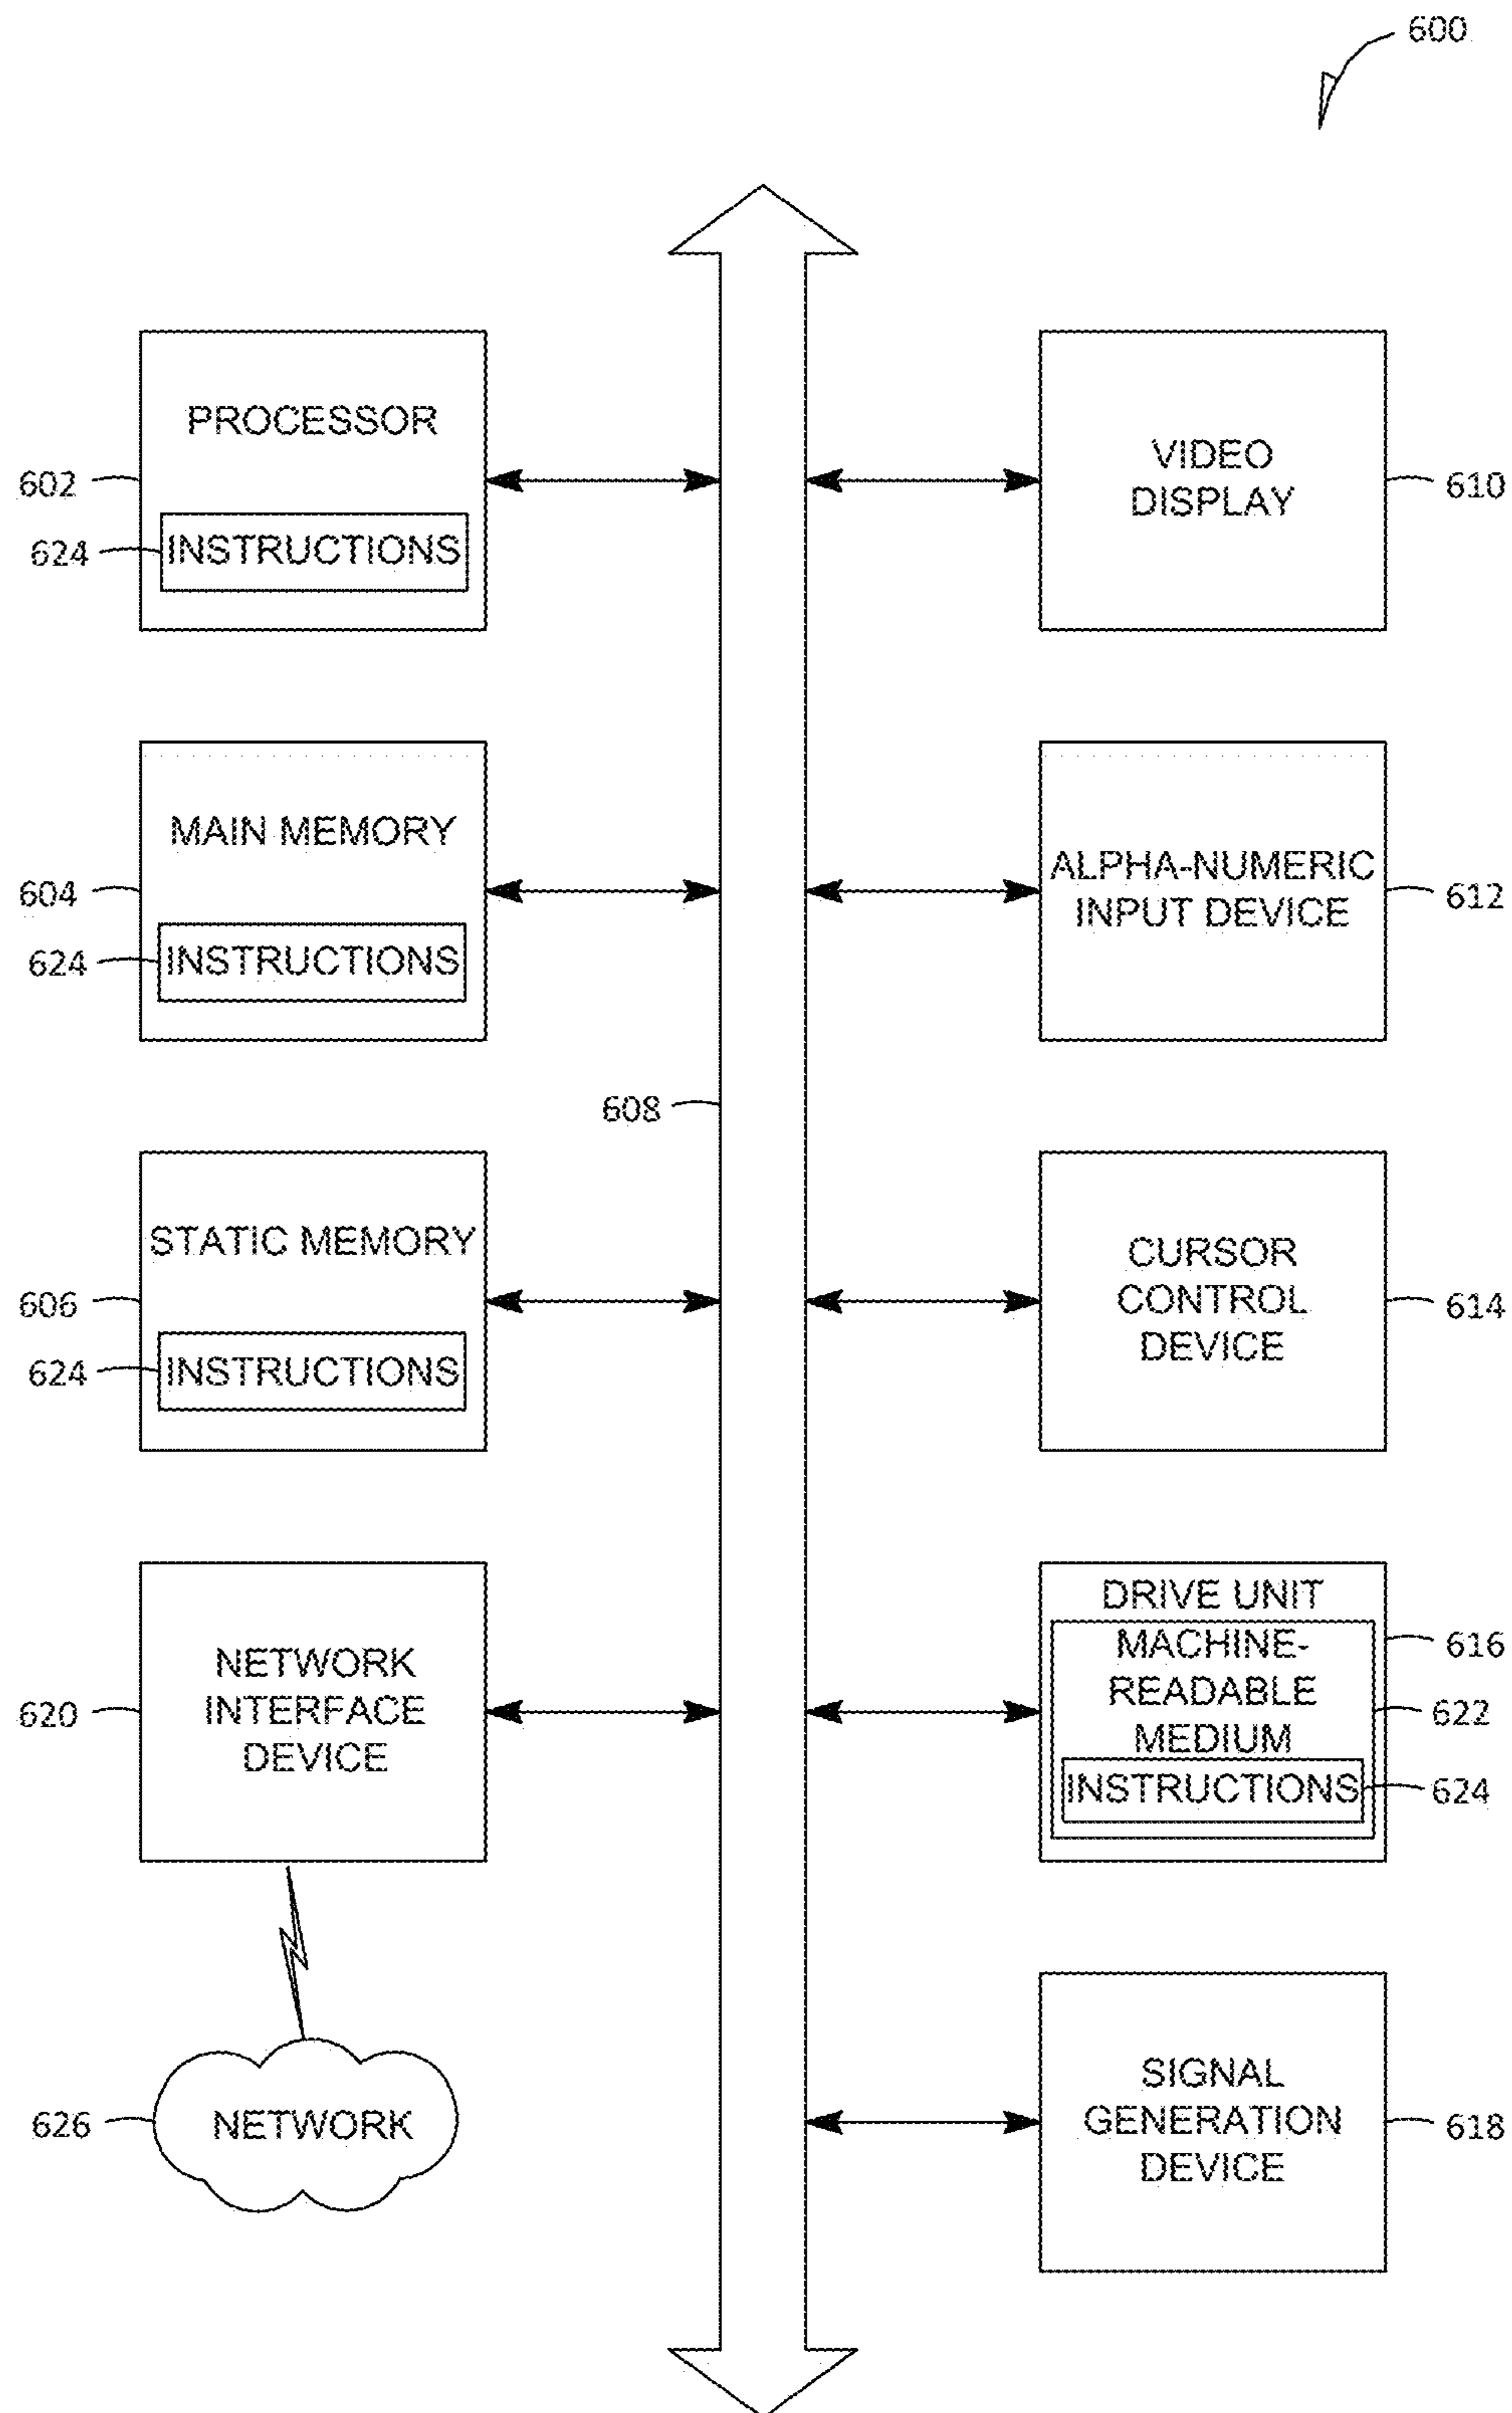 600
PROCESSOR
602
624
INSTRUCTIONS
VIDEO
DISPLAY
610
MAIN MEMORY
604
624
INSTRUCTIONS
ALPHA-NUMERIC
INPUT DEVICE
612
608
STATIC MEMORY
606
624
INSTRUCTIONS
CURSOR
CONTROL
DEVICE
614
NETWORK
INTERFACE
DEVICE
620
DRIVE UNIT
MACHINE-
READABLE
MEDIUM
INSTRUCTIONS
616
622
624
NETWORK
626
SIGNAL
GENERATION
DEVICE
618